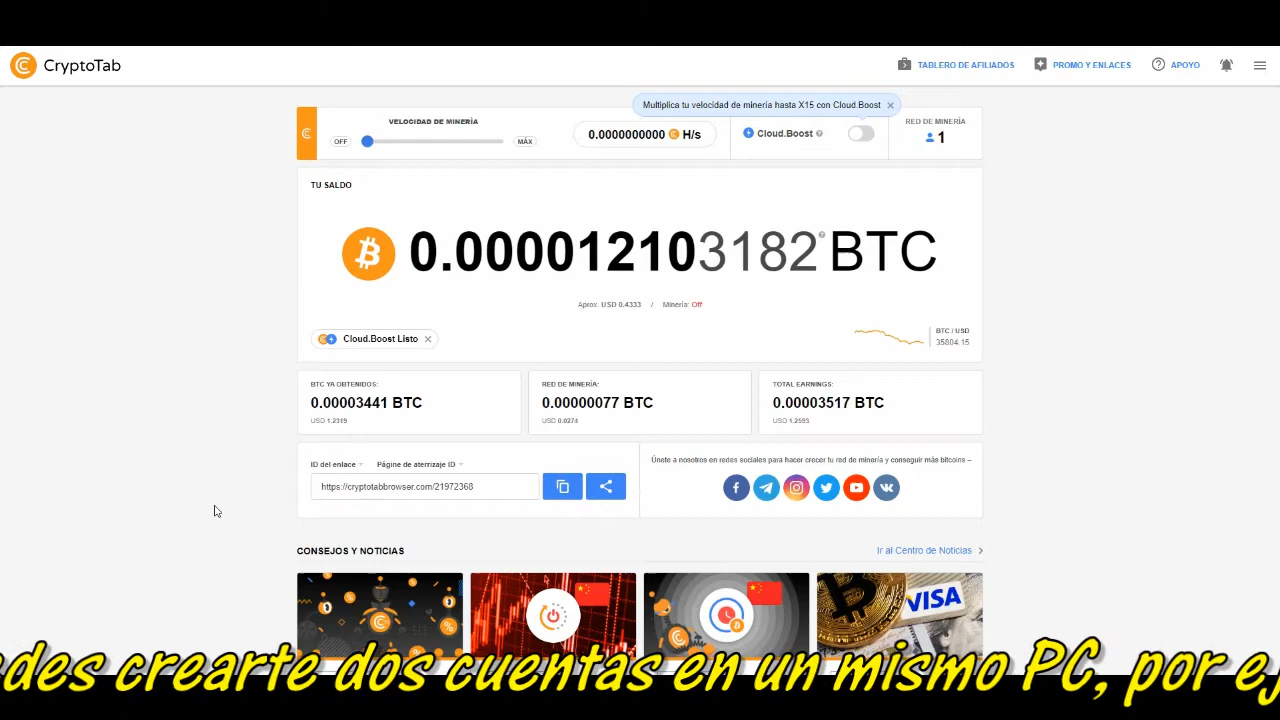 CryptoTab
TABLERO DE AFILIADOS
PROMO Y ENLACES
APOYO
Multiplica tu velocidad de minería hasta X15 con Cloud Boost
VELOCIDAD DE MINERÍA
OFF
MÁX
0.0000000000 H/s
Cloud.Boost
RED DE MINERÍA
1
TU SALDO
0.000012103182 BTC
Aprox. USD 0.4333 / Minería: Off
Cloud.Boost Listo
BTC / USD
35804.15
BTC YA OBTENIDOS:
0.00003441 BTC
USD 1.2319
RED DE MINERÍA:
0.00000077 BTC
USD 0.0274
TOTAL EARNINGS:
0.00003517 BTC
USD 1.2593
ID del enlace
Página de aterrizaje ID
https://cryptotabbrowser.com/21972368
Únete a nosotros en redes sociales para hacer crecer tu red de minería y conseguir más bitcoins –
CONSEJOS Y NOTICIAS
Ir al Centro de Noticias
VISA
edes crearte dos cuentas en un mismo PC, por ej